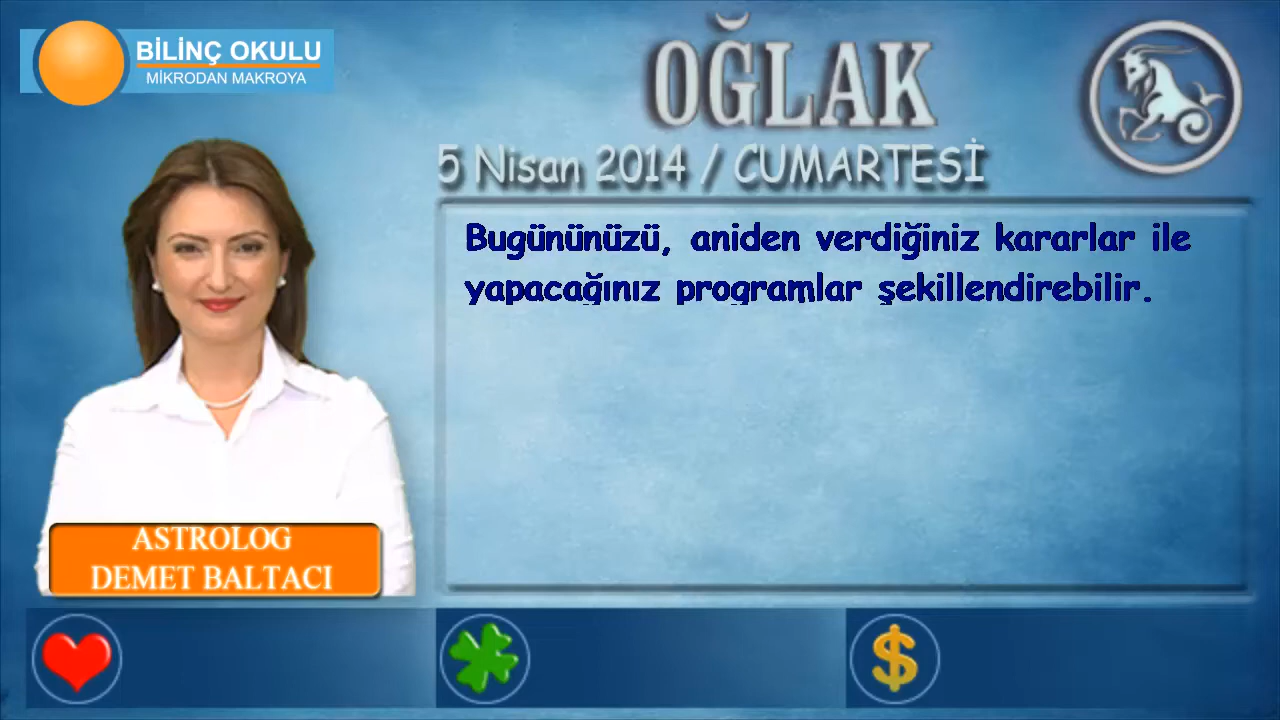 BİLİNÇ OKULU
MİKRODAN MAKROYA
OĞLAK
5 Nisan 2014 / CUMARTESİ
Bugününüzü, aniden verdiğiniz kararlar ile
yapacağınız programlar şekillendirebilir.
ASTROLOG
DEMET BALTACI